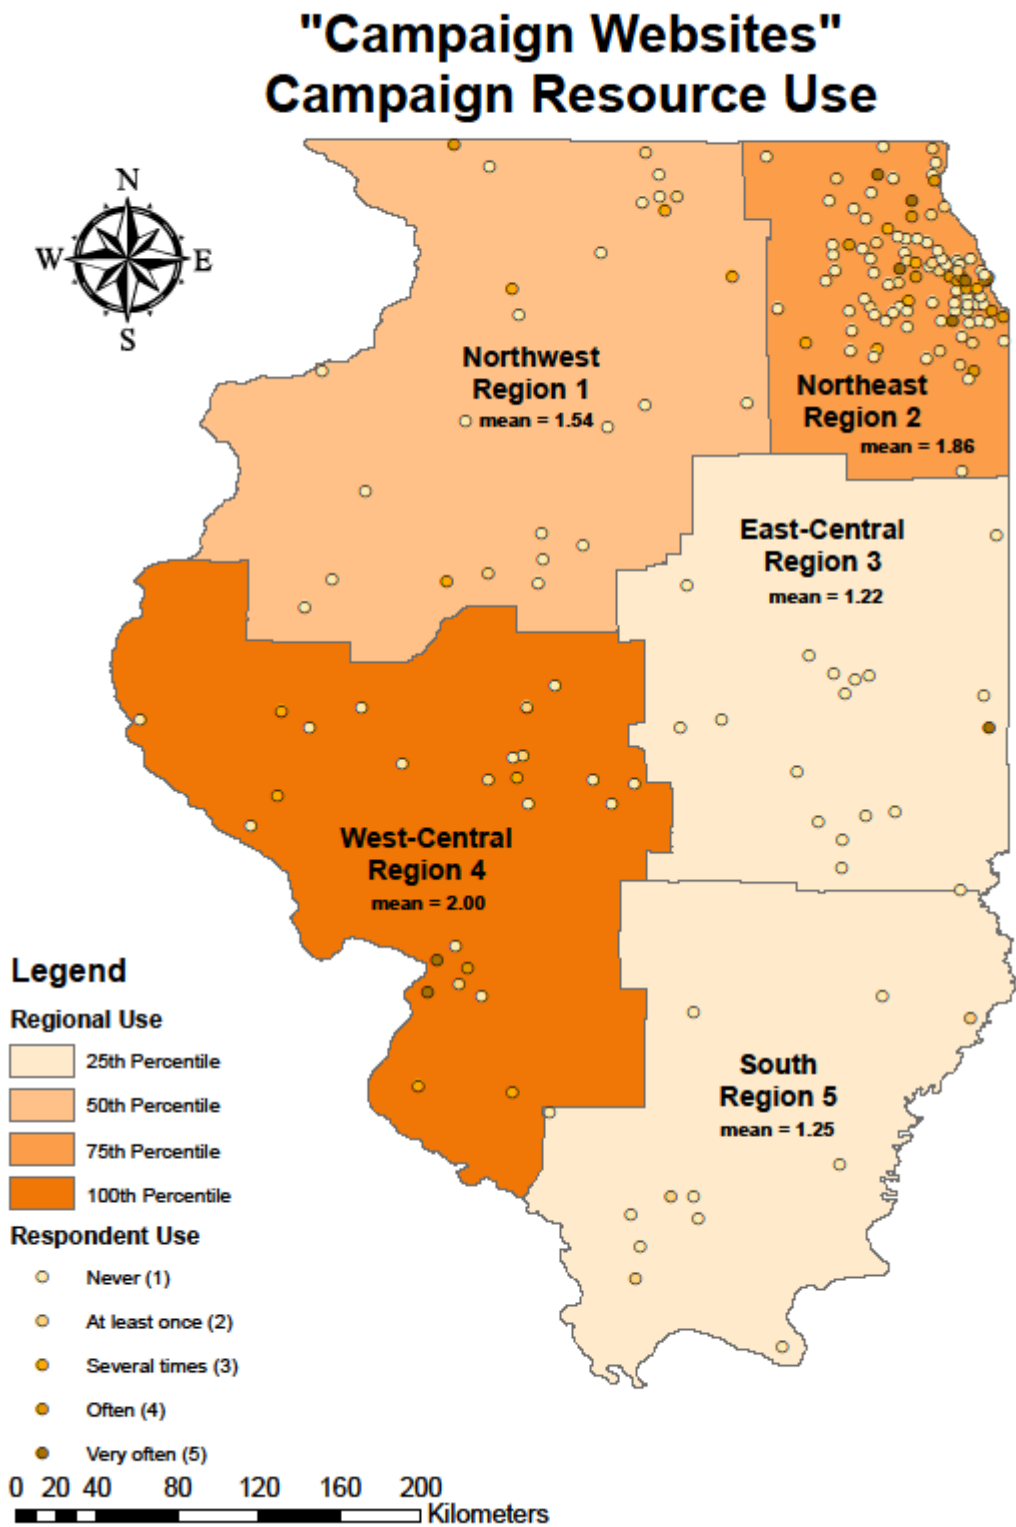 "Campaign Websites"
Campaign Resource Use
N
W
E
S
Northwest
Region 1
mean = 1.54
Northeast
Region 2
mean = 1.86
East-Central
Region 3
mean = 1.22
West-Central
Region 4
mean = 2.00
South
Region 5
mean = 1.25
Legend
Regional Use
25th Percentile
50th Percentile
75th Percentile
100th Percentile
Respondent Use
Never (1)
At least once (2)
Several times (3)
Often (4)
Very often (5)
0 20 40 80 120 160 200
Kilometers